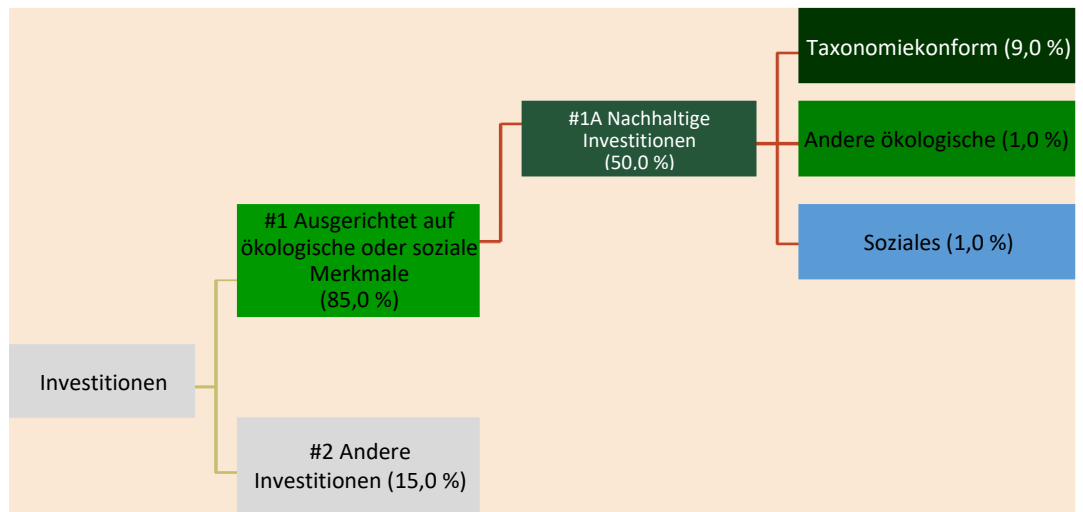 Taxonomiekonform (9,0 %)
#1A Nachhaltige
Investitionen
(50,0 %)
Andere ökologische (1,0 %)
#1 Ausgerichtet auf
ökologische oder soziale
Merkmale
(85,0 %)
Soziales (1,0 %)
Investitionen
#2 Andere
Investitionen (15,0 %)